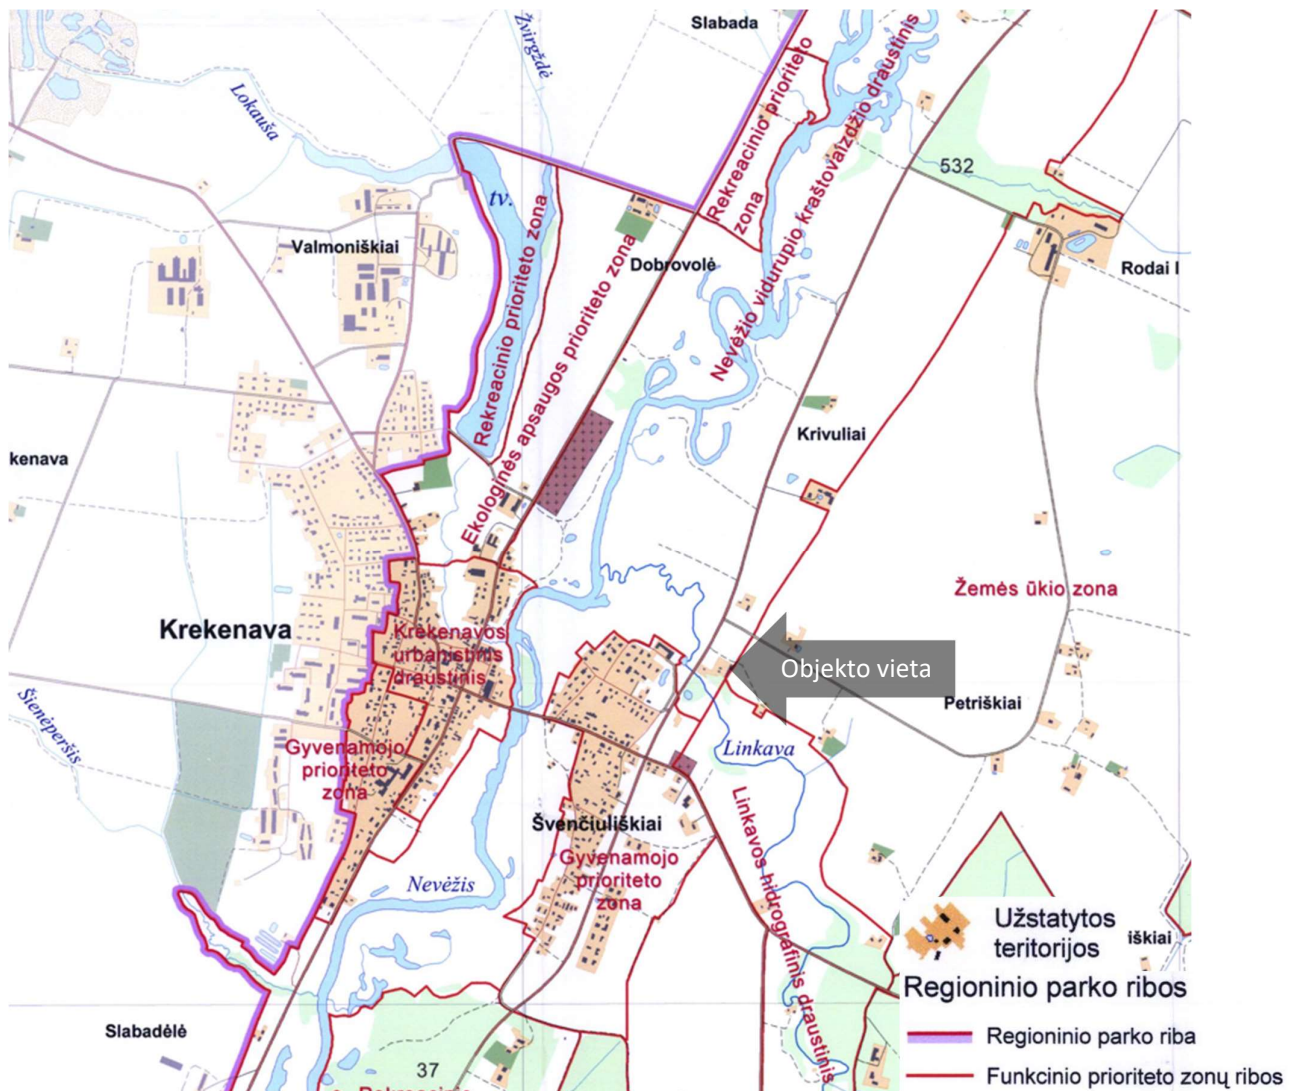 Slabada
Žvirgždė
Lokauša
Rekreacinio prioriteto
zona
Nevėžio vidurupio kraštovaizdžio draustinis
532
tv.
Valmoniškiai
Rekreacinio prioriteto zona
Ekologinės apsaugos prioriteto zona
Dobrovolė
Rodai I
Krivuliai
kenava
Žemės ūkio zona
Krekenava
Krekenavos
urbanistinis
draustinis
Objekto vieta
Petriškiai
Šienėperšis
Linkava
Gyvenamojo
prioriteto
zona
Švenčiuliškiai
Gyvenamojo
prioriteto
zona
Linkavos hidrografinis draustinis
Nevėžis
Užstatytos
teritorijos
iškiai
Regioninio parko ribos
Slabadėlė
Regioninio parko riba
37
Funkcinio prioriteto zonų ribos